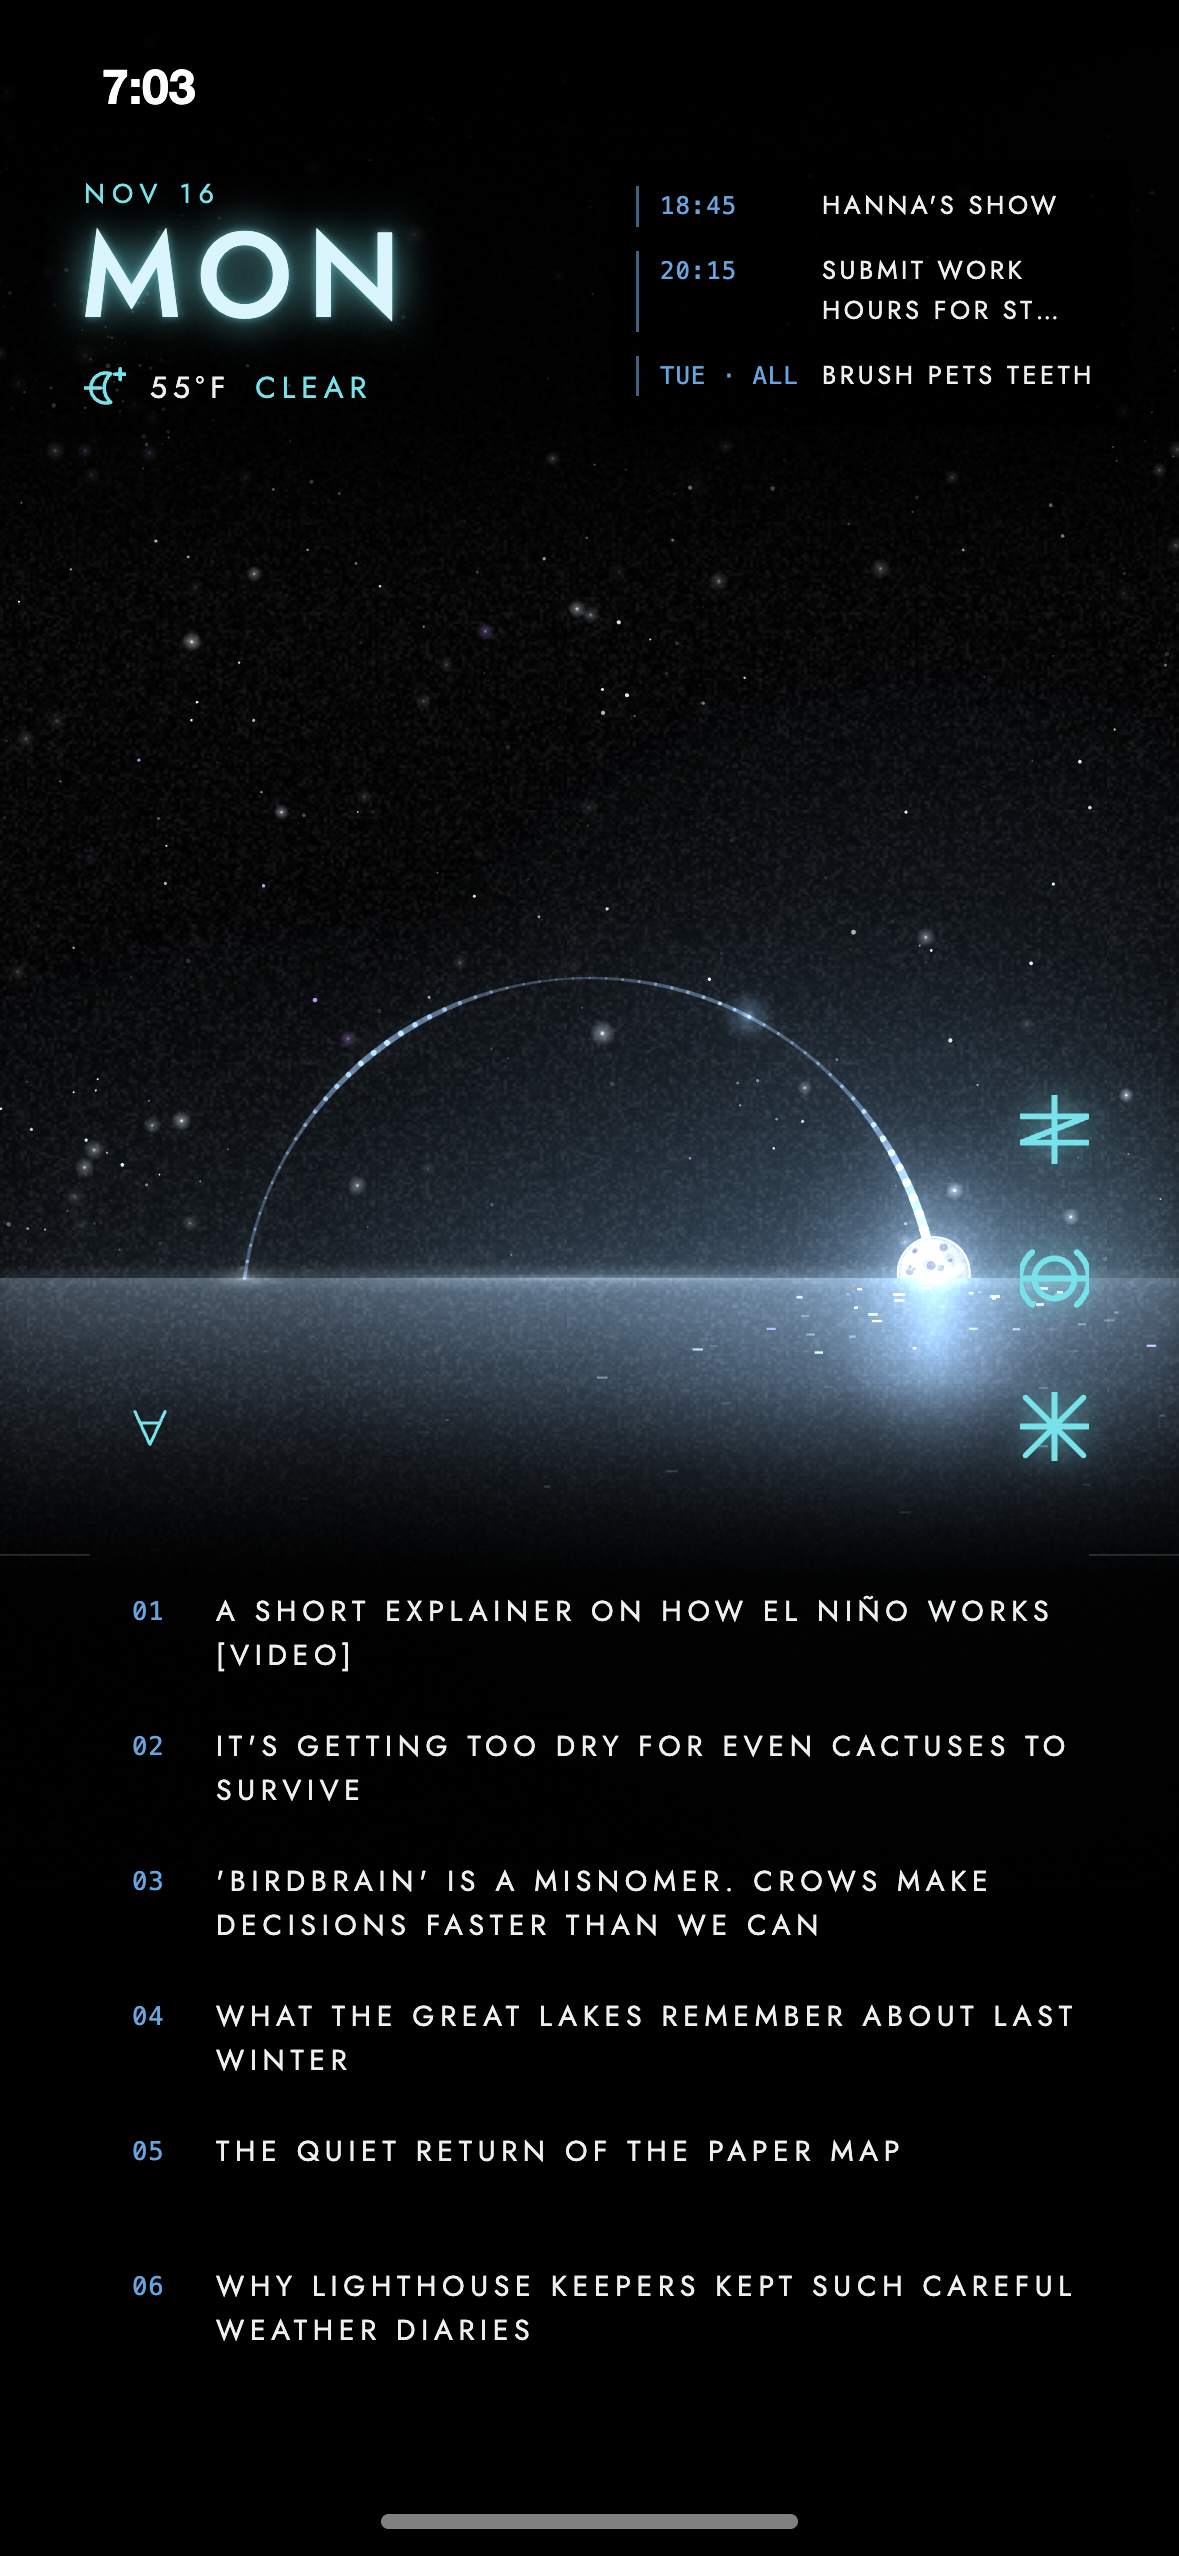 7:03
NOV 16
MON
55°F CLEAR
18:45 HANNA'S SHOW
20:15 SUBMIT WORK
HOURS FOR ST...
TUE · ALL BRUSH PETS TEETH
01 A SHORT EXPLAINER ON HOW EL NIÑO WORKS
[VIDEO]
02 IT'S GETTING TOO DRY FOR EVEN CACTUSES TO
SURVIVE
03 'BIRDBRAIN' IS A MISNOMER. CROWS MAKE
DECISIONS FASTER THAN WE CAN
04 WHAT THE GREAT LAKES REMEMBER ABOUT LAST
WINTER
05 THE QUIET RETURN OF THE PAPER MAP
06 WHY LIGHTHOUSE KEEPERS KEPT SUCH CAREFUL
WEATHER DIARIES